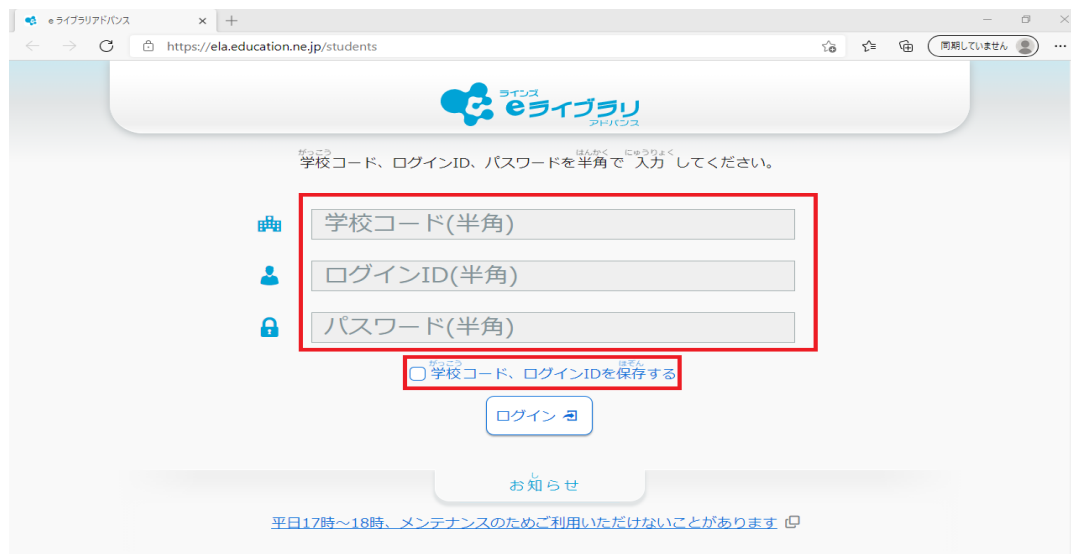 eライブラリアドバンス
https://ela.education.ne.jp/students
同期していません
ラインズ
eライブラリ
アドバンス
がっこう はんかく にゅうりょく
学校コード、ログインID、パスワードを半角で 入力 してください。
学校コード(半角)
ログインID(半角)
パスワード(半角)
がっこう ほぞん
学校コード、ログインIDを保存する
ログイン
し
お知らせ
平日17時～18時、メンテナンスのためご利用いただけないことがあります